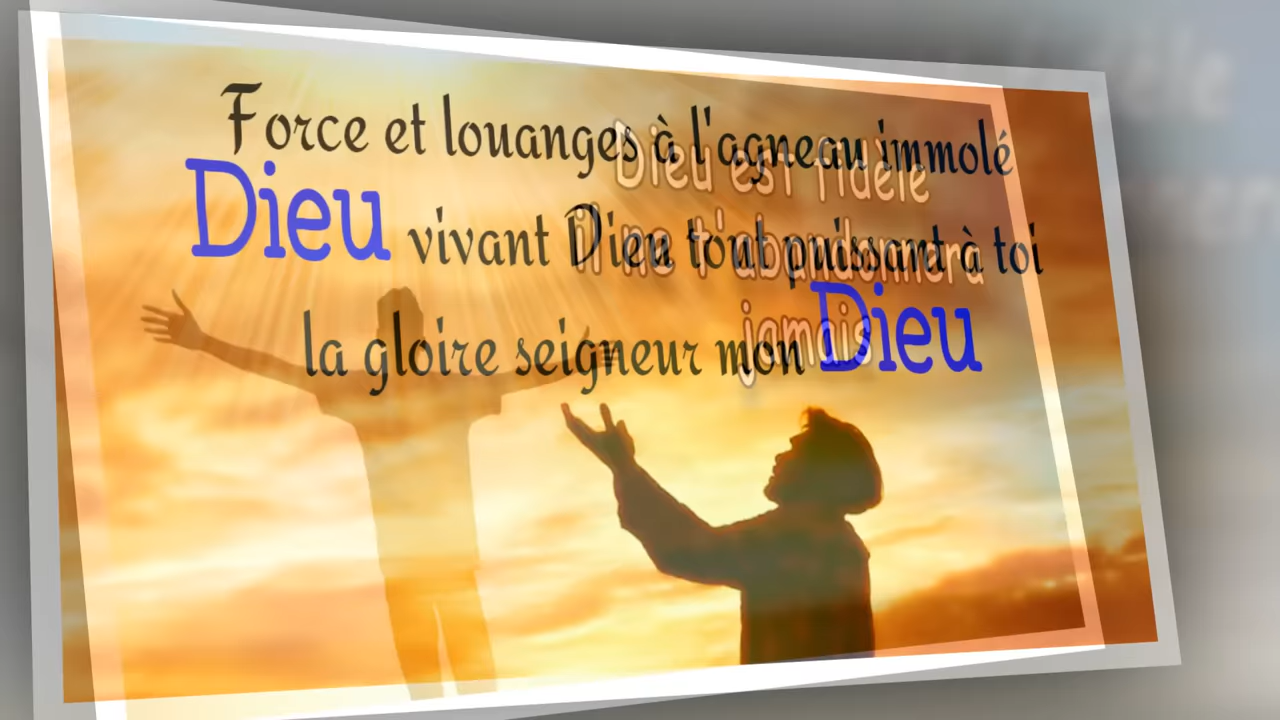 Force et louanges à l'agneau immolé
Dieu vivant Dieu tout puissant à toi
la gloire seigneur mon Dieu
Dieu est fidèle
il ne t'abandonnera
jamais